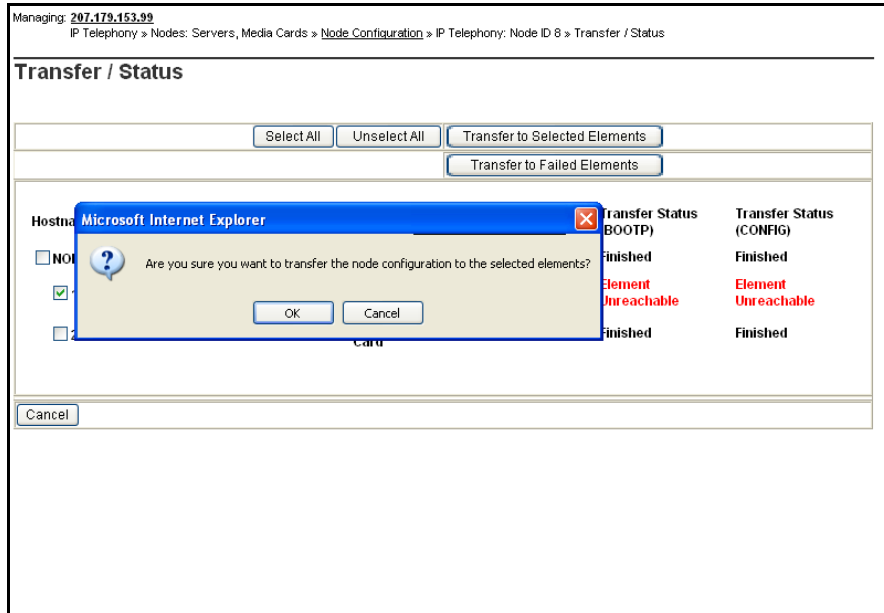 Managing: 207.179.153.99
IP Telephony » Nodes: Servers, Media Cards » Node Configuration » IP Telephony: Node ID 8 » Transfer / Status
Transfer / Status
Select All Unselect All Transfer to Selected Elements
Transfer to Failed Elements
Microsoft Internet Explorer
Transfer Status Transfer Status
(BOOTP) (CONFIG)
Are you sure you want to transfer the node configuration to the selected elements?
Finished Finished
Element Element
Unreachable Unreachable
OK Cancel
Finished Finished
Card
Cancel